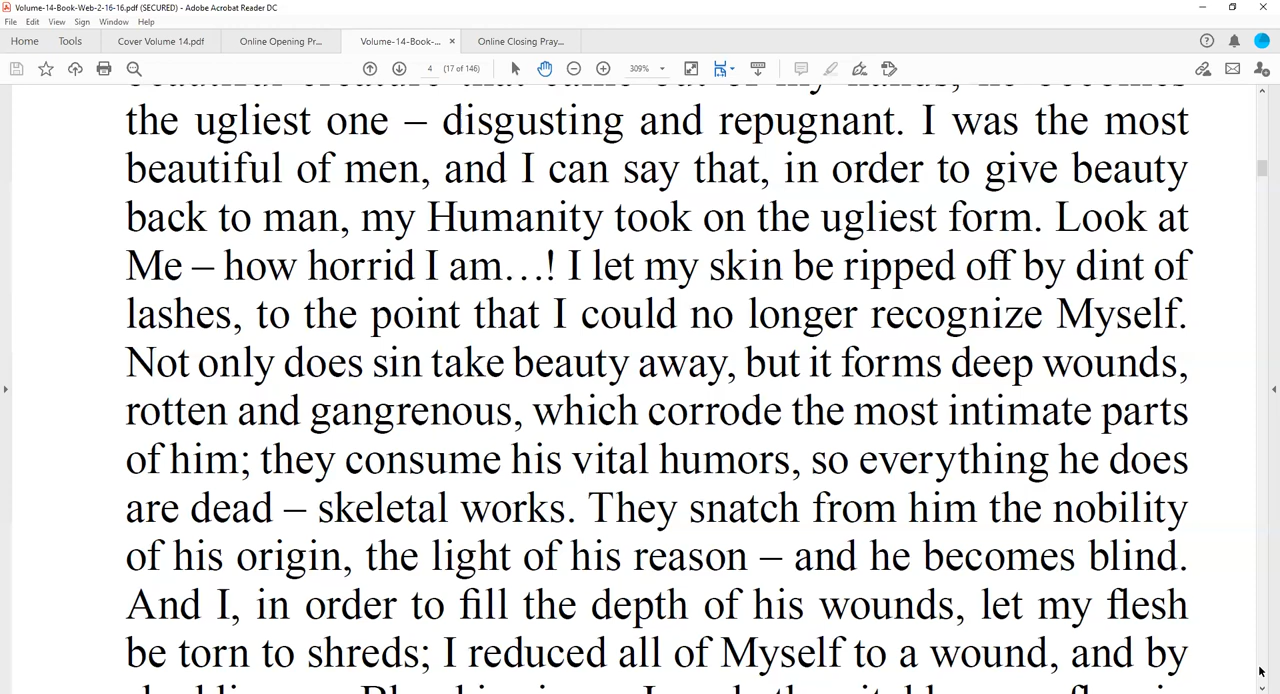 Volume-14-Book-Web-2-16-16.pdf (SECURED) - Adobe Acrobat Reader DC
File Edit View Sign Window Help
Home Tools Cover Volume 14.pdf Online Opening Pr... Volume-14-Book-... × Online Closing Pray...
4 (17 of 146) 309%
the ugliest one – disgusting and repugnant. I was the most
beautiful of men, and I can say that, in order to give beauty
back to man, my Humanity took on the ugliest form. Look at
Me – how horrid I am…! I let my skin be ripped off by dint of
lashes, to the point that I could no longer recognize Myself.
Not only does sin take beauty away, but it forms deep wounds,
rotten and gangrenous, which corrode the most intimate parts
of him; they consume his vital humors, so everything he does
are dead – skeletal works. They snatch from him the nobility
of his origin, the light of his reason – and he becomes blind.
And I, in order to fill the depth of his wounds, let my flesh
be torn to shreds; I reduced all of Myself to a wound, and by